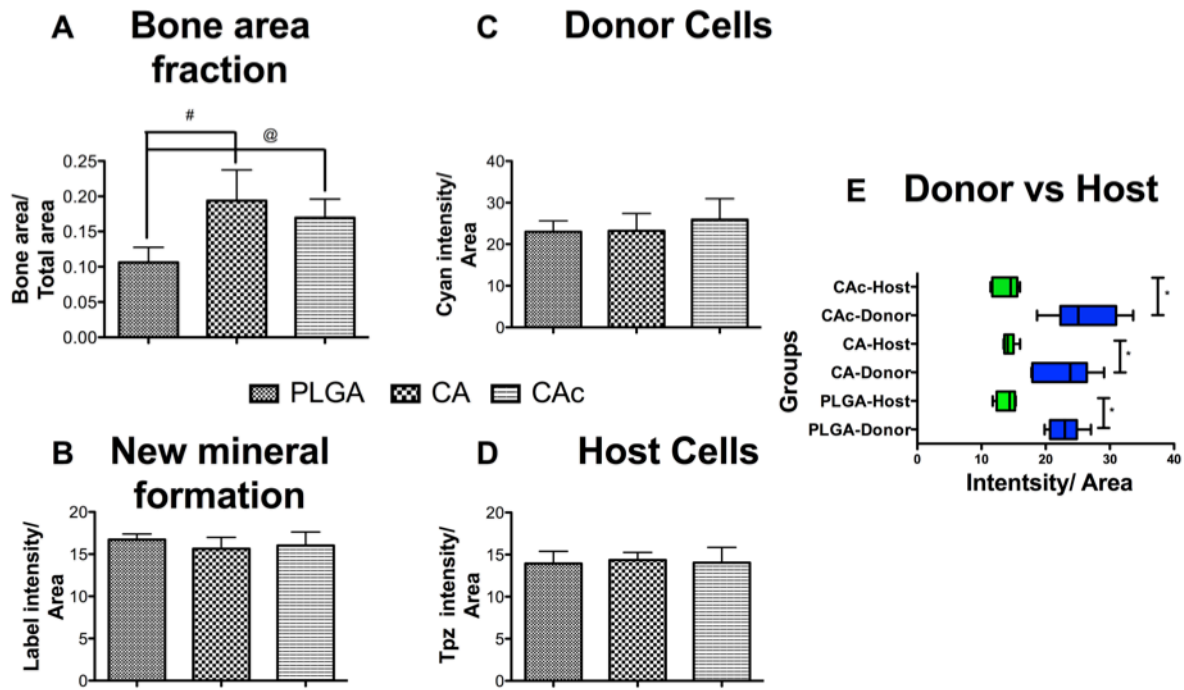 A Bone area
fraction
#
@
Bone area/
Total area
0.25
0.20
0.15
0.10
0.05
0.00
C Donor Cells
Cyan intensity/
Area
40
30
20
10
0
PLGA CA CAc
B New mineral
formation
Label intensity/
Area
20
15
10
5
0
D Host Cells
Tpz intensity/
Area
20
15
10
5
0
E Donor vs Host
Groups
CAc-Host
CAc-Donor
*
CA-Host
CA-Donor
*
PLGA-Host
PLGA-Donor
*
0 10 20 30 40
Intentsity/ Area